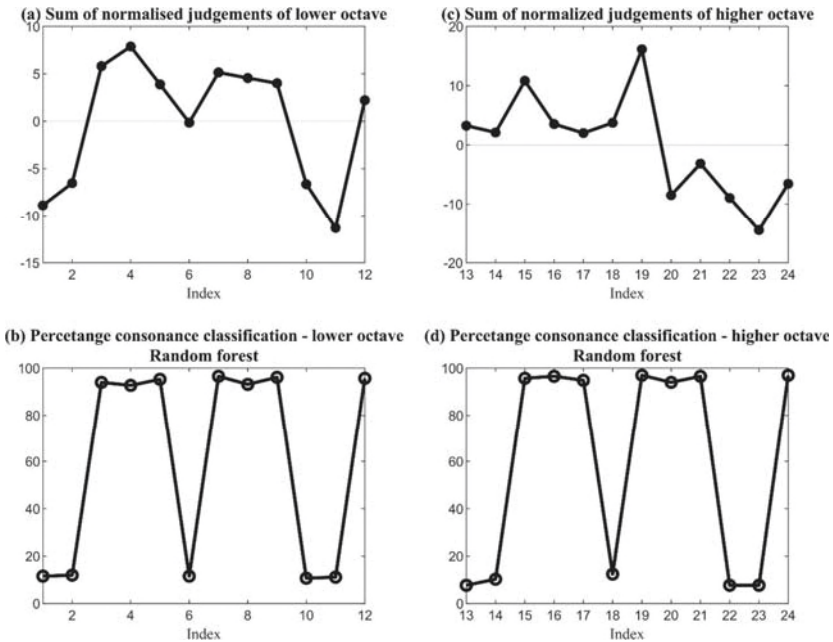 (a) Sum of normalised judgements of lower octave
10
5
0
-5
-10
-15
2 4 6 8 10 12
Index
(c) Sum of normalized judgements of higher octave
20
10
0
-10
-20
13 14 15 16 17 18 19 20 21 22 23 24
Index
(b) Percetange consonance classification - lower octave
Random forest
100
80
60
40
20
0
2 4 6 8 10 12
Index
(d) Percetange consonance classification - higher octave
Random forest
100
80
60
40
20
0
13 14 15 16 17 18 19 20 21 22 23 24
Index